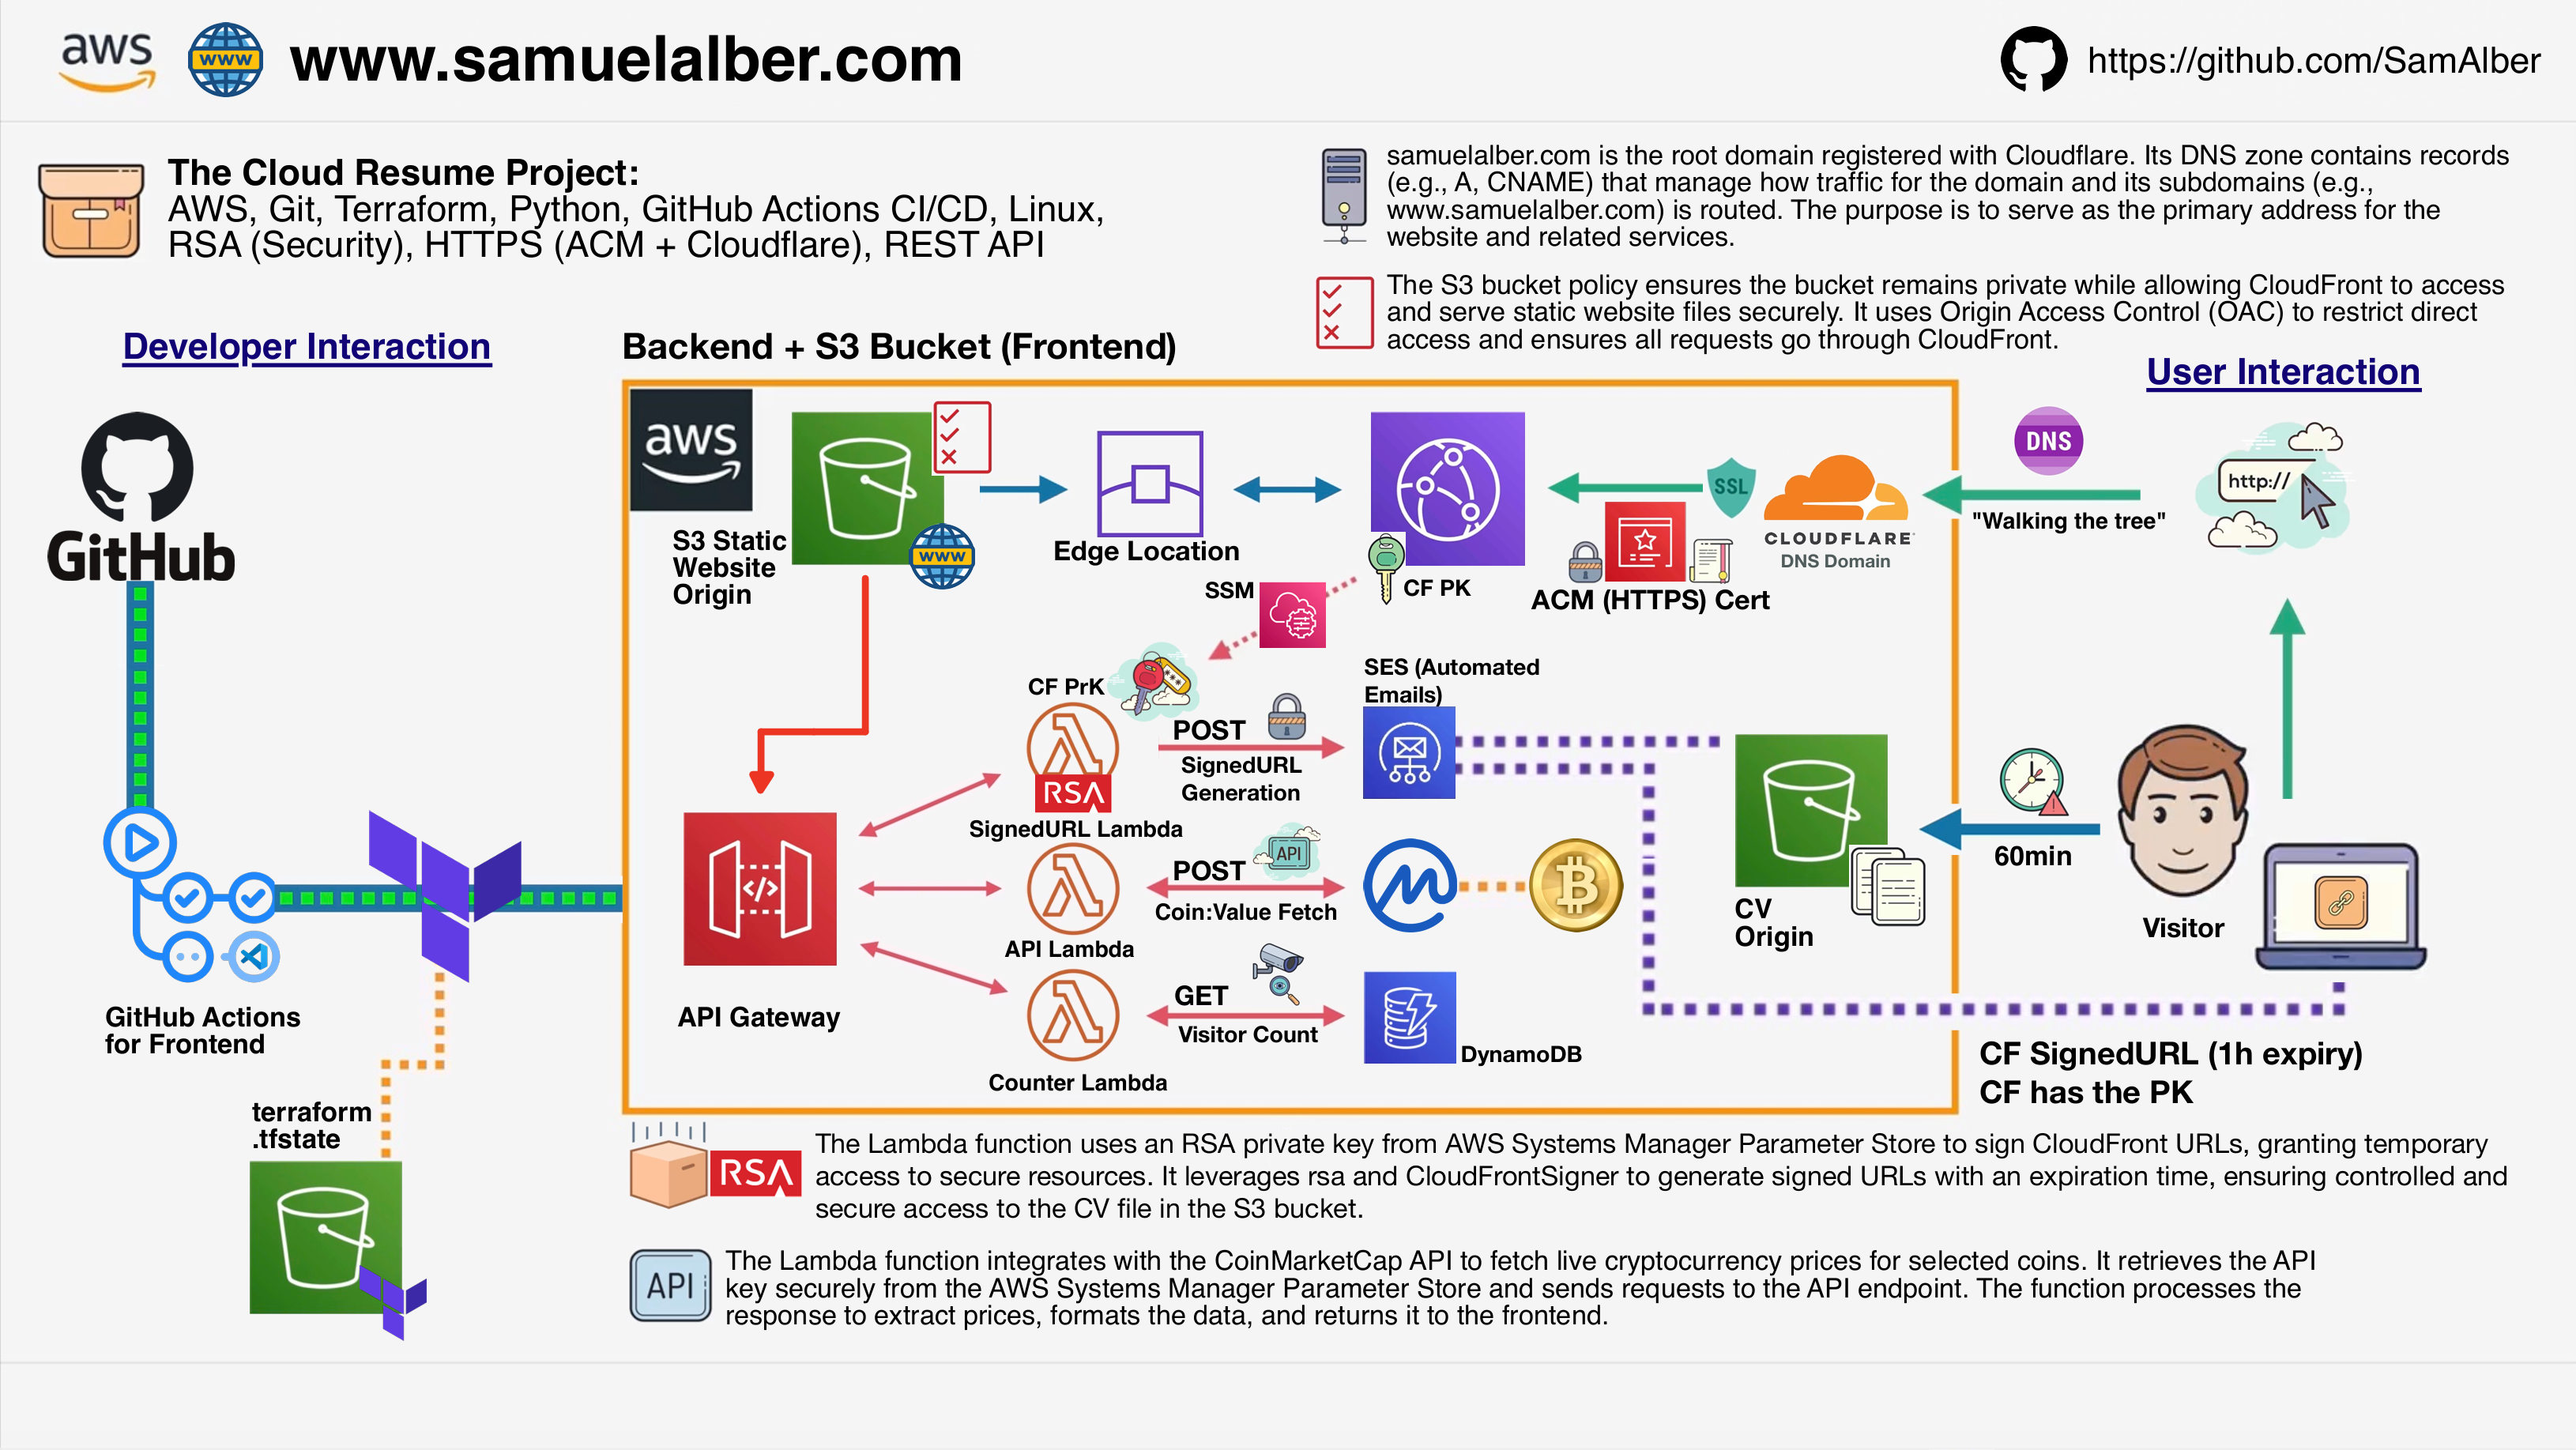 aws
www
www.samuelalber.com
https://github.com/SamAlber
The Cloud Resume Project:
AWS, Git, Terraform, Python, GitHub Actions CI/CD, Linux,
RSA (Security), HTTPS (ACM + Cloudflare), REST API
samuelalber.com is the root domain registered with Cloudflare. Its DNS zone contains records
(e.g., A, CNAME) that manage how traffic for the domain and its subdomains (e.g.,
www.samuelalber.com) is routed. The purpose is to serve as the primary address for the
website and related services.
The S3 bucket policy ensures the bucket remains private while allowing CloudFront to access
and serve static website files securely. It uses Origin Access Control (OAC) to restrict direct
access and ensures all requests go through CloudFront.
Developer Interaction
Backend + S3 Bucket (Frontend)
User Interaction
GitHub
aws
S3 Static
Website
Origin
www
Edge Location
CF PK
SSL
CLOUDFLARE
DNS Domain
ACM (HTTPS) Cert
DNS
"Walking the tree"
http://
SSM
CF PrK
RSA
SignedURL Lambda
POST
SignedURL
Generation
SES (Automated
Emails)
API Gateway
API Lambda
API
POST
Coin:Value Fetch
Counter Lambda
GET
Visitor Count
DynamoDB
CV
Origin
60min
Visitor
CF SignedURL (1h expiry)
CF has the PK
GitHub Actions
for Frontend
terraform
.tfstate
RSA
The Lambda function uses an RSA private key from AWS Systems Manager Parameter Store to sign CloudFront URLs, granting temporary
access to secure resources. It leverages rsa and CloudFrontSigner to generate signed URLs with an expiration time, ensuring controlled and
secure access to the CV file in the S3 bucket.
API
The Lambda function integrates with the CoinMarketCap API to fetch live cryptocurrency prices for selected coins. It retrieves the API
key securely from the AWS Systems Manager Parameter Store and sends requests to the API endpoint. The function processes the
response to extract prices, formats the data, and returns it to the frontend.